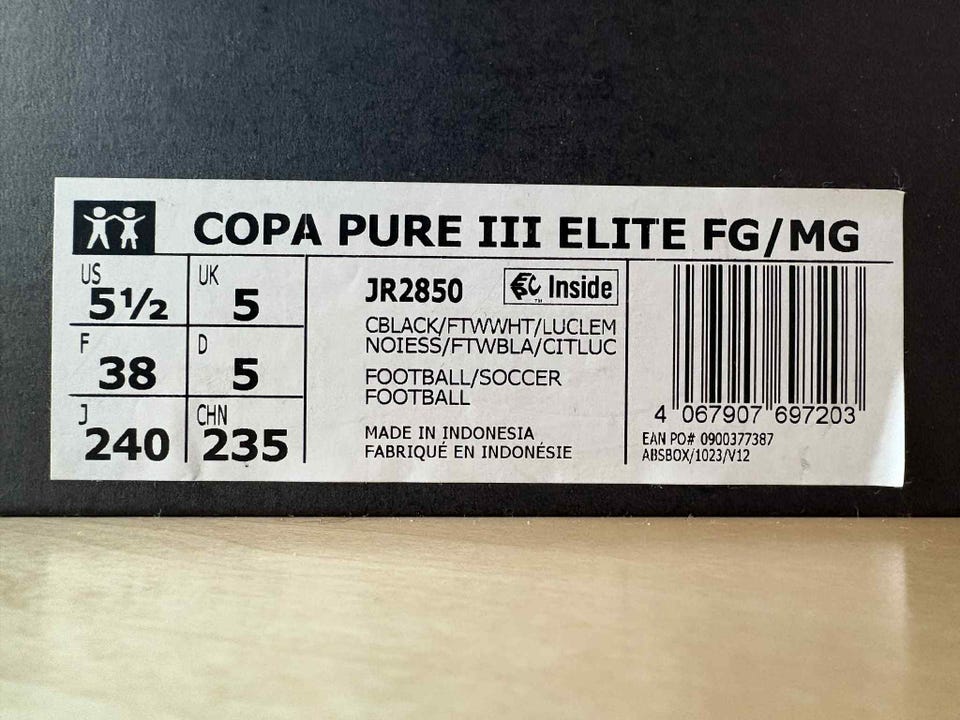 COPA PURE III ELITE FG/MG
US 5½ UK 5
F 38 D 5
J 240 CHN 235
JR2850 Inside
CBLACK/FTWWHT/LUCLEM
NOIESS/FTWBLA/CITLUC
FOOTBALL/SOCCER
FOOTBALL
MADE IN INDONESIA
FABRIQUÉ EN INDONÉSIE
4 067907 697203
EAN PO# 0900377387
ABSBOX/1023/V12